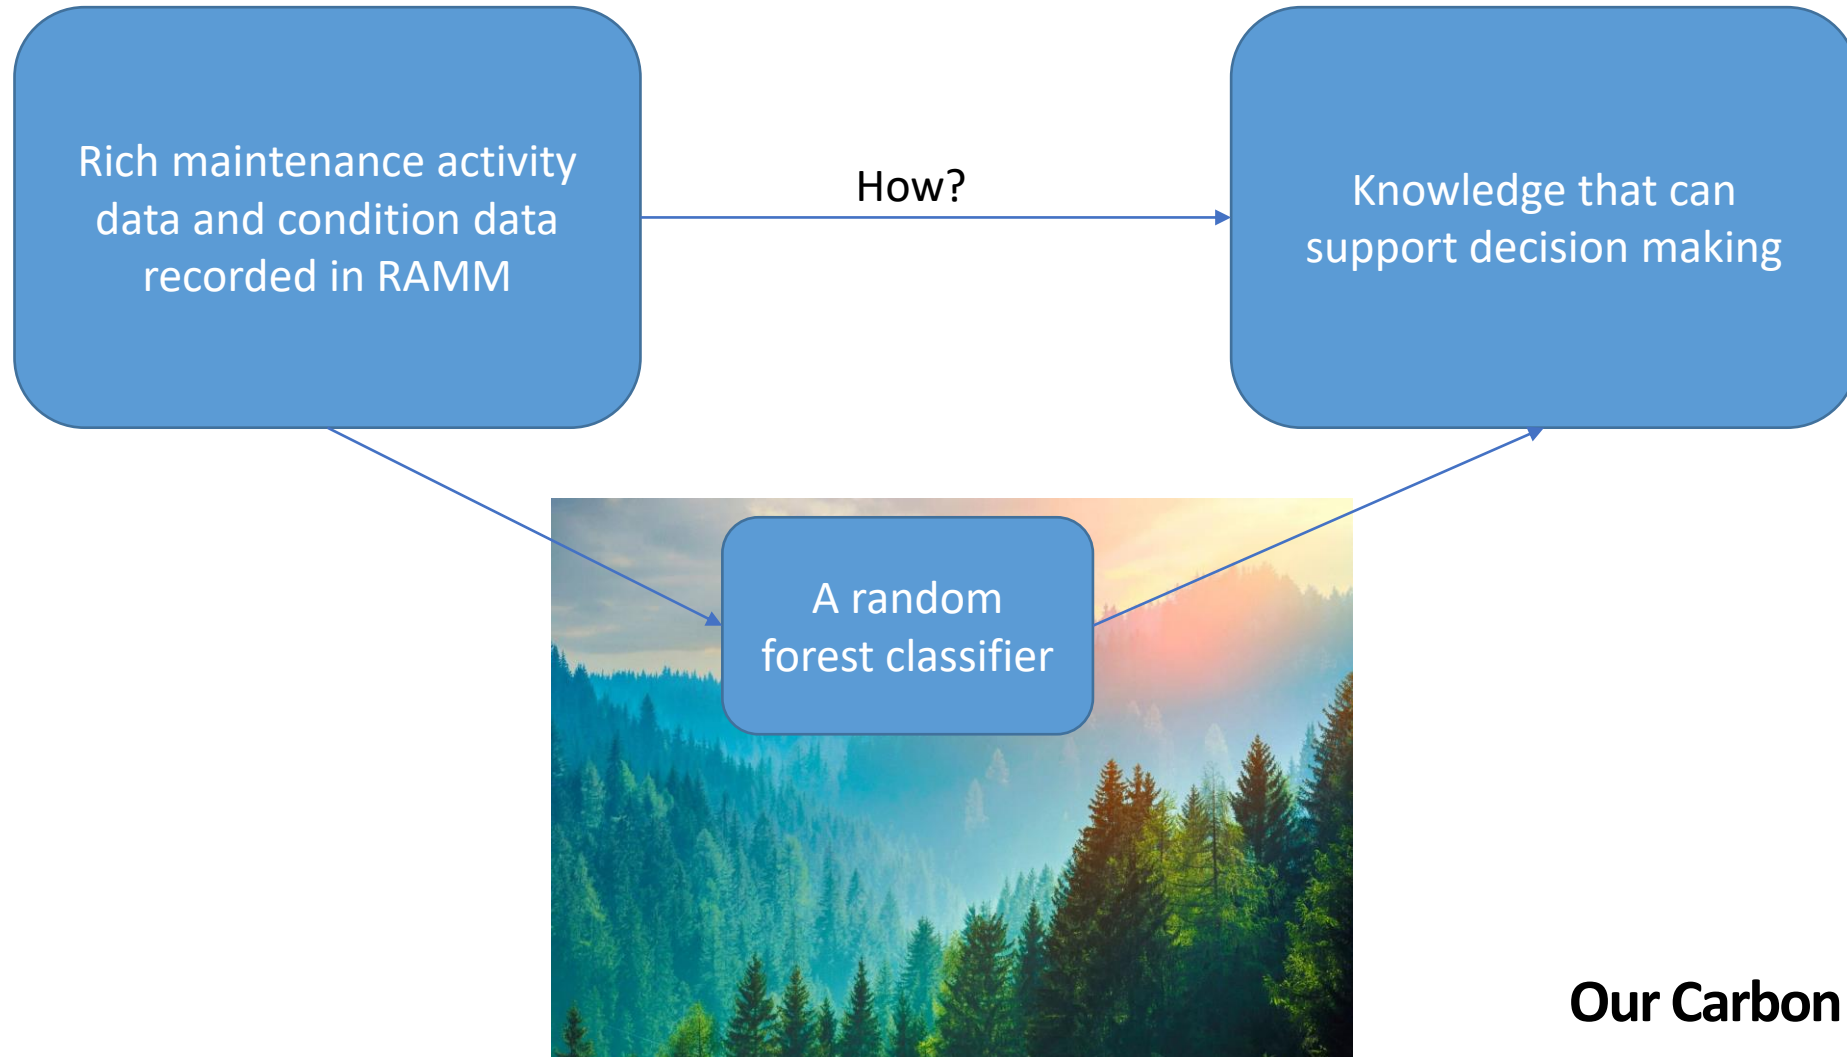 Rich maintenance activity
data and condition data
recorded in RAMM
How?
Knowledge that can
support decision making
A random
forest classifier
Our Carbon